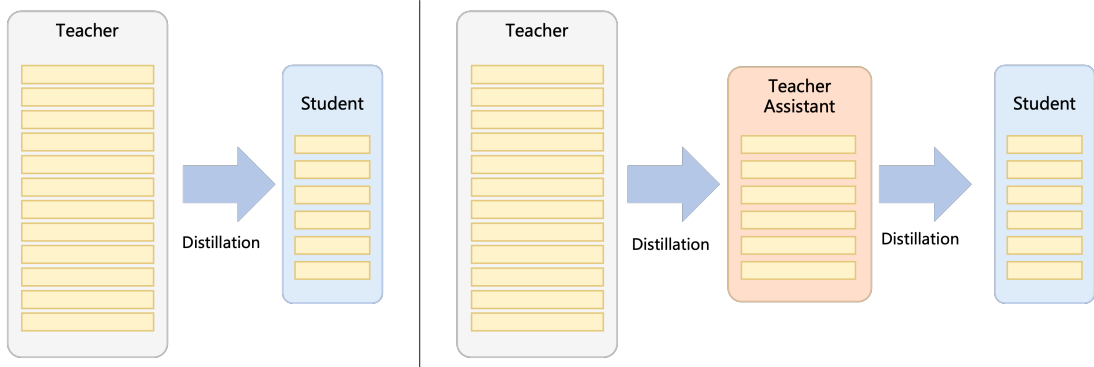 Teacher
Student
Distillation
Teacher
Distillation
Teacher
Assistant
Distillation
Student